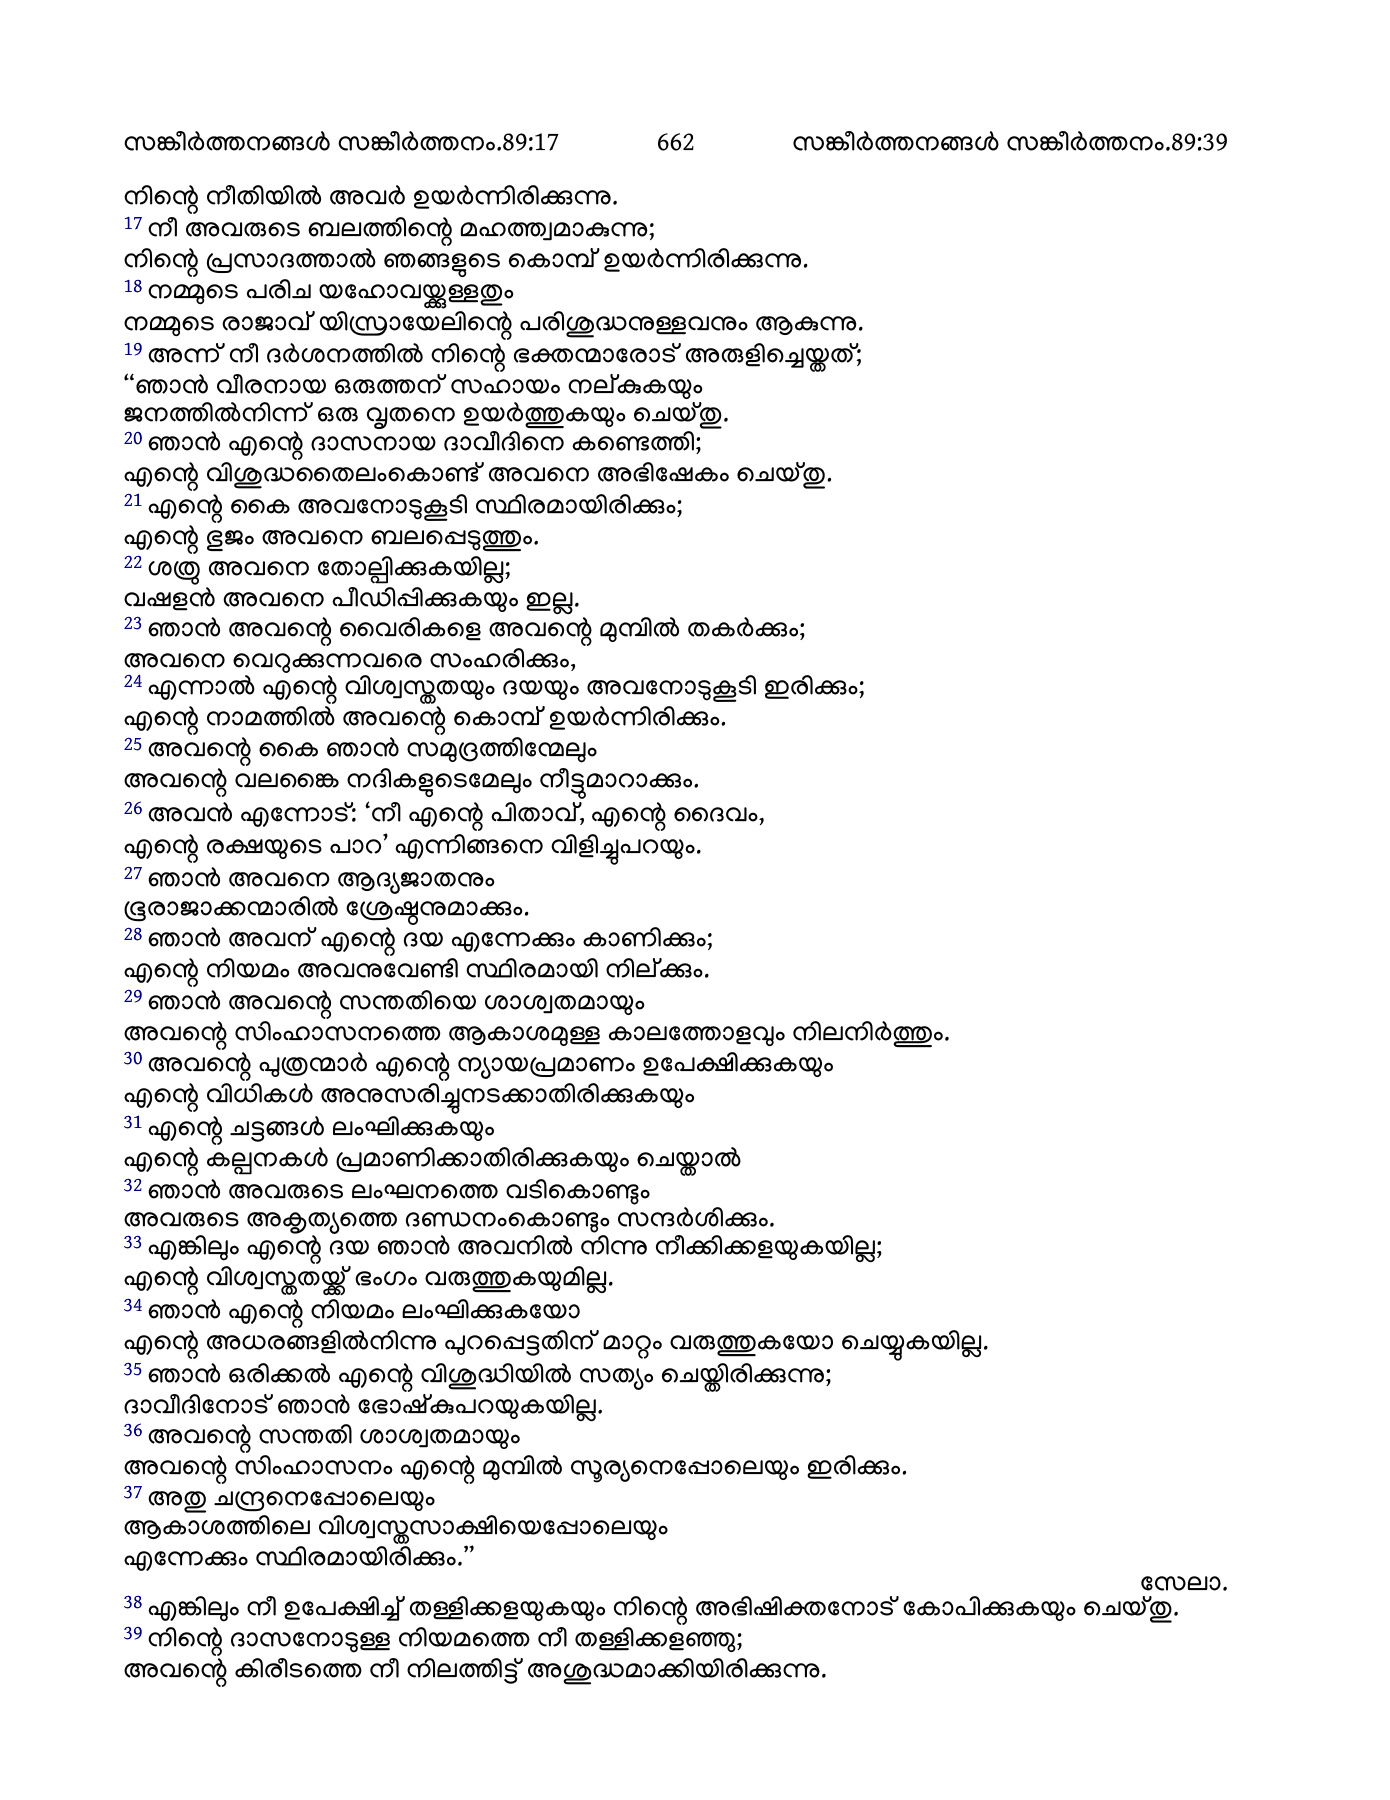 സങ്കീർത്തനങ്ങൾ സങ്കീർത്തനം.89:17 662 സങ്കീർത്തനങ്ങൾ സങ്കീർത്തനം.89:39
നിന്റെ നീതിയിൽ അവർ ഉയർന്നിരിക്കുന്നു.
17 നീ അവരുടെ ബലത്തിന്റെ മഹത്ത്വമാകുന്നു;
നിന്റെ പ്രസാദത്താൽ ഞങ്ങളുടെ കൊമ്പ് ഉയർന്നിരിക്കുന്നു.
18 നമ്മുടെ പരിച യഹോവയ്ക്കുള്ളതും
നമ്മുടെ രാജാവ് യിസ്രായേലിന്റെ പരിശുദ്ധനുള്ളവനും ആകുന്നു.
19 അന്ന് നീ ദർശനത്തിൽ നിന്റെ ഭക്തന്മാരോട് അരുളിച്ചെയ്തത്;
“ഞാൻ വീരനായ ഒരുത്തന് സഹായം നല്കുകയും
ജനത്തിൽനിന്ന് ഒരു വൃതനെ ഉയർത്തുകയും ചെയ്തു.
20 ഞാൻ എന്റെ ദാസനായ ദാവീദിനെ കണ്ടെത്തി;
എന്റെ വിശുദ്ധതൈലംകൊണ്ട് അവനെ അഭിഷേകം ചെയ്തു.
21 എന്റെ കൈ അവനോടുകൂടി സ്ഥിരമായിരിക്കും;
എന്റെ ഭുജം അവനെ ബലപ്പെടുത്തും.
22 ശത്രു അവനെ തോല്പിക്കുകയില്ല;
വഷളൻ അവനെ പീഡിപ്പിക്കുകയും ഇല്ല.
23 ഞാൻ അവന്റെ വൈരികളെ അവന്റെ മുമ്പിൽ തകർക്കും;
അവനെ വെറുക്കുന്നവരെ സംഹരിക്കും,
24 എന്നാൽ എന്റെ വിശ്വസ്തതയും ദയയും അവനോടുകൂടി ഇരിക്കും;
എന്റെ നാമത്തിൽ അവന്റെ കൊമ്പ് ഉയർന്നിരിക്കും.
25 അവന്റെ കൈ ഞാൻ സമുദ്രത്തിന്മേലും
അവന്റെ വലങ്കൈ നദികളുടെമേലും നീട്ടുമാറാക്കും.
26 അവൻ എന്നോട്: ‘നീ എന്റെ പിതാവ്, എന്റെ ദൈവം,
എന്റെ രക്ഷയുടെ പാറ’ എന്നിങ്ങനെ വിളിച്ചുപറയും.
27 ഞാൻ അവനെ ആദ്യജാതനും
ഭൂരാജാക്കന്മാരിൽ ശ്രേഷ്ഠനുമാക്കും.
28 ഞാൻ അവന് എന്റെ ദയ എന്നേക്കും കാണിക്കും;
എന്റെ നിയമം അവനുവേണ്ടി സ്ഥിരമായി നില്ക്കും.
29 ഞാൻ അവന്റെ സന്തതിയെ ശാശ്വതമായും
അവന്റെ സിംഹാസനത്തെ ആകാശമുള്ള കാലത്തോളവും നിലനിർത്തും.
30 അവന്റെ പുത്രന്മാർ എന്റെ ന്യായപ്രമാണം ഉപേക്ഷിക്കുകയും
എന്റെ വിധികൾ അനുസരിച്ചുനടക്കാതിരിക്കുകയും
31 എന്റെ ചട്ടങ്ങൾ ലംഘിക്കുകയും
എന്റെ കല്പനകൾ പ്രമാണിക്കാതിരിക്കുകയും ചെയ്താൽ
32 ഞാൻ അവരുടെ ലംഘനത്തെ വടികൊണ്ടും
അവരുടെ അകൃത്യത്തെ ദണ്ഡനംകൊണ്ടും സന്ദർശിക്കും.
33 എങ്കിലും എന്റെ ദയ ഞാൻ അവനിൽ നിന്നു നീക്കിക്കളയുകയില്ല;
എന്റെ വിശ്വസ്തതയ്ക്ക് ഭംഗം വരുത്തുകയുമില്ല.
34 ഞാൻ എന്റെ നിയമം ലംഘിക്കുകയോ
എന്റെ അധരങ്ങളിൽനിന്നു പുറപ്പെട്ടതിന് മാറ്റം വരുത്തുകയോ ചെയ്യുകയില്ല.
35 ഞാൻ ഒരിക്കൽ എന്റെ വിശുദ്ധിയിൽ സത്യം ചെയ്തിരിക്കുന്നു;
ദാവീദിനോട് ഞാൻ ഭോഷ്കുപറയുകയില്ല.
36 അവന്റെ സന്തതി ശാശ്വതമായും
അവന്റെ സിംഹാസനം എന്റെ മുമ്പിൽ സൂര്യനെപ്പോലെയും ഇരിക്കും.
37 അതു ചന്ദ്രനെപ്പോലെയും
ആകാശത്തിലെ വിശ്വസ്തസാക്ഷിയെപ്പോലെയും
എന്നേക്കും സ്ഥിരമായിരിക്കും.”
സേലാ.
38 എങ്കിലും നീ ഉപേക്ഷിച്ച് തള്ളിക്കളയുകയും നിന്റെ അഭിഷിക്തനോട് കോപിക്കുകയും ചെയ്തു.
39 നിന്റെ ദാസനോടുള്ള നിയമത്തെ നീ തള്ളിക്കളഞ്ഞു;
അവന്റെ കിരീടത്തെ നീ നിലത്തിട്ട് അശുദ്ധമാക്കിയിരിക്കുന്നു.